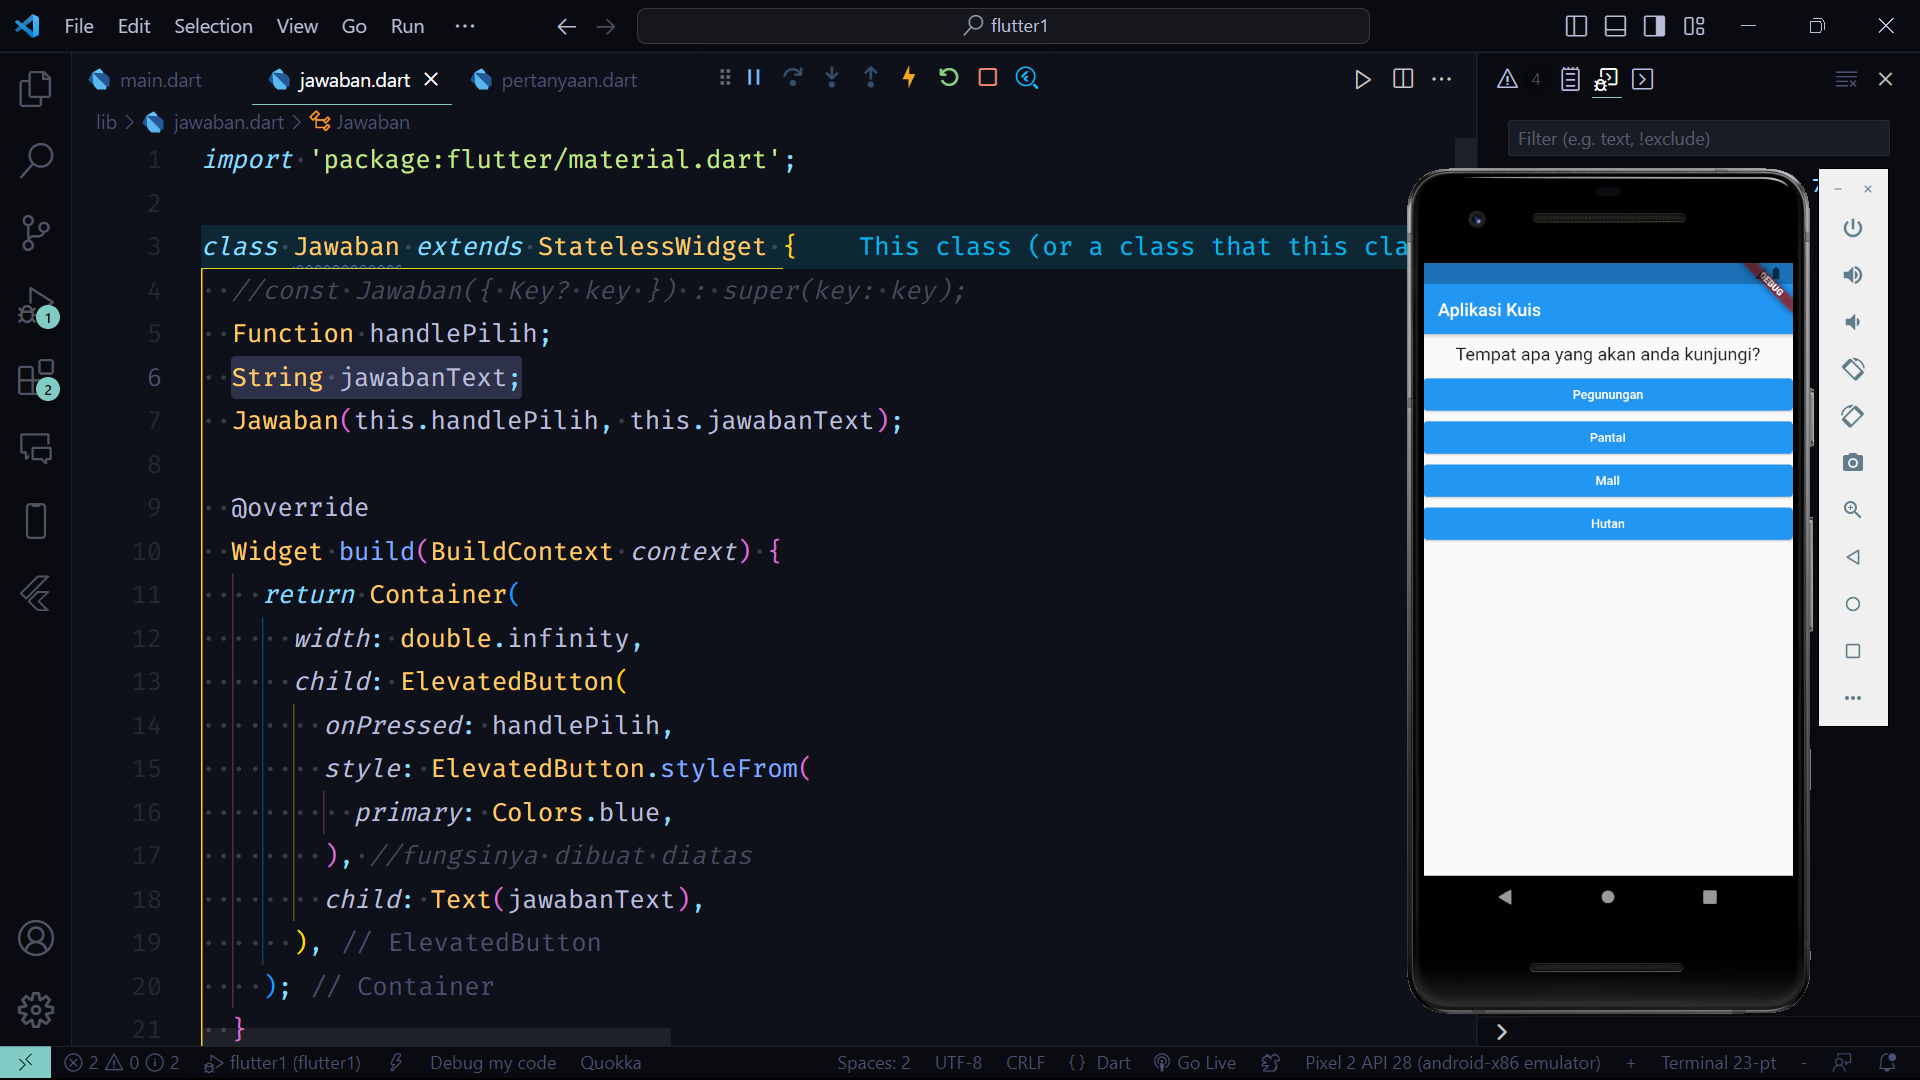 File Edit Selection View Go Run ··· flutter1
main.dart jawaban.dart pertanyaan.dart 4
lib > jawaban.dart > Jawaban
Filter (e.g. text, !exclude)
1 import 'package:flutter/material.dart';
2
3 class Jawaban extends StatelessWidget { This class (or a class that this cla
4 //const Jawaban({ Key? key }) : super(key: key);
5 Function handlePilih;
6 String jawabanText;
7 Jawaban(this.handlePilih, this.jawabanText);
8
9 @override
10 Widget build(BuildContext context) {
11 return Container(
12 width: double.infinity,
13 child: ElevatedButton(
14 onPressed: handlePilih,
15 style: ElevatedButton.styleFrom(
16 primary: Colors.blue,
17 ), //fungsinya dibuat diatas
18 child: Text(jawabanText),
19 ), // ElevatedButton
20 ); // Container
21 }
1
2
DEBUG
Aplikasi Kuis
Tempat apa yang akan anda kunjungi?
Pegunungan
Pantai
Mall
Hutan
2 0 2 flutter1 (flutter1) Debug my code Quokka Spaces: 2 UTF-8 CRLF {} Dart Go Live Pixel 2 API 28 (android-x86 emulator) + Terminal 23-pt -